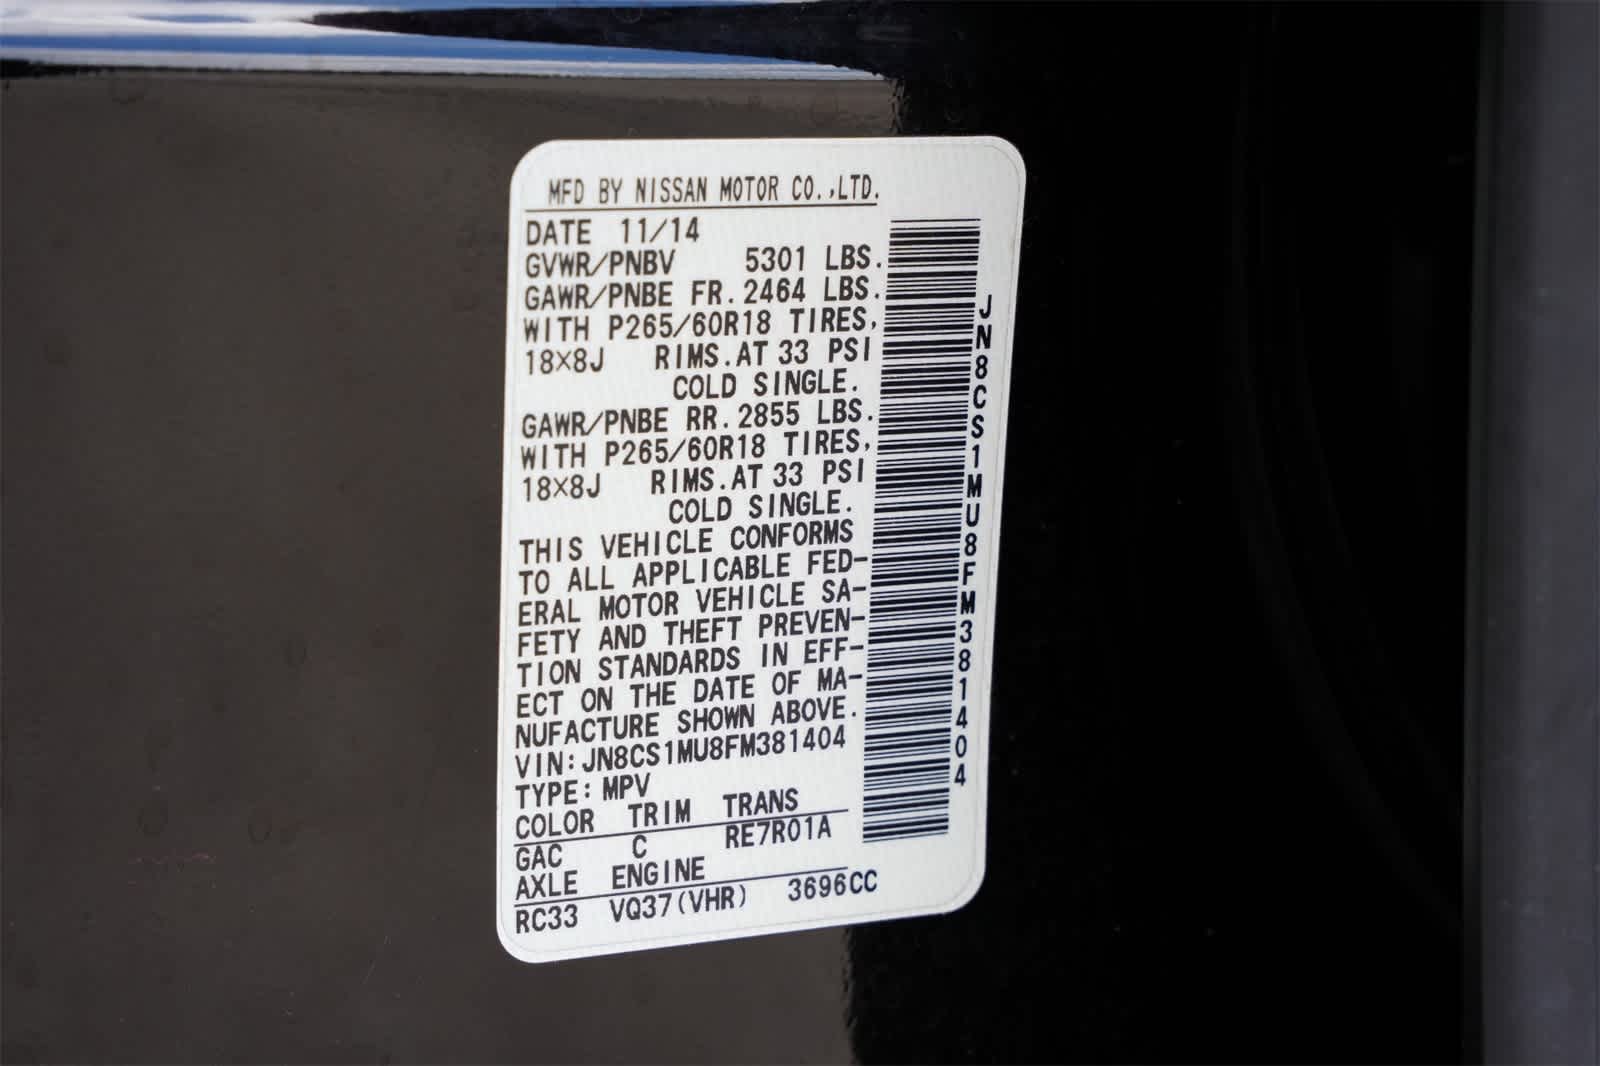 MFD BY NISSAN MOTOR CO.,LTD.
DATE 11/14
GVWR/PNBV 5301 LBS.
GAWR/PNBE FR. 2464 LBS.
WITH P265/60R18 TIRES,
18×8J RIMS. AT 33 PSI
COLD SINGLE.
GAWR/PNBE RR. 2855 LBS.
WITH P265/60R18 TIRES,
18×8J RIMS. AT 33 PSI
COLD SINGLE.
THIS VEHICLE CONFORMS
TO ALL APPLICABLE FED-
ERAL MOTOR VEHICLE SA-
FETY AND THEFT PREVEN-
TION STANDARDS IN EFF-
ECT ON THE DATE OF MA-
NUFACTURE SHOWN ABOVE.
VIN: JN8CS1MU8FM381404
TYPE: MPV
COLOR TRIM TRANS
GAC C RE7R01A
AXLE ENGINE
RC33 VQ37(VHR) 3696CC
JN8CS1MU8FM381404